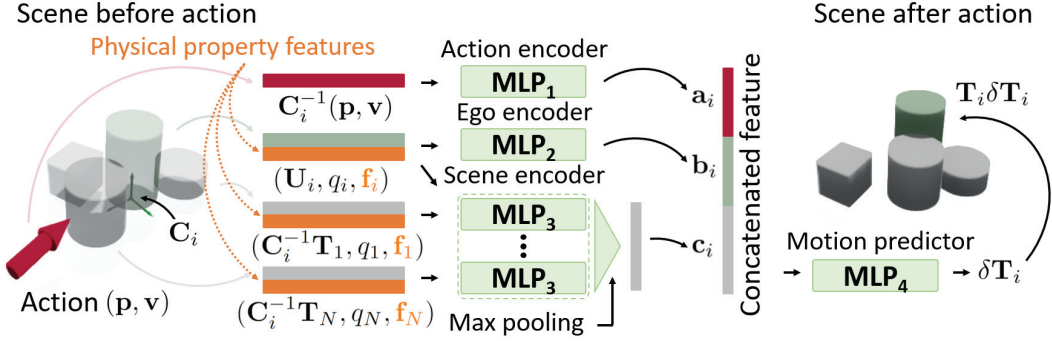 Scene before action
Scene after action
Physical property features
Action encoder
MLP₁
C_i^{-1}(p, v)
Ego encoder
MLP₂
(U_i, q_i, f_i)
Scene encoder
MLP₃
(C_i^{-1}T_1, q_1, f_1)
MLP₃
(C_i^{-1}T_N, q_N, f_N)
Max pooling
C_i
Action (p, v)
a_i
b_i
c_i
Concatenated feature
T_iδT_i
Motion predictor
MLP₄
δT_i